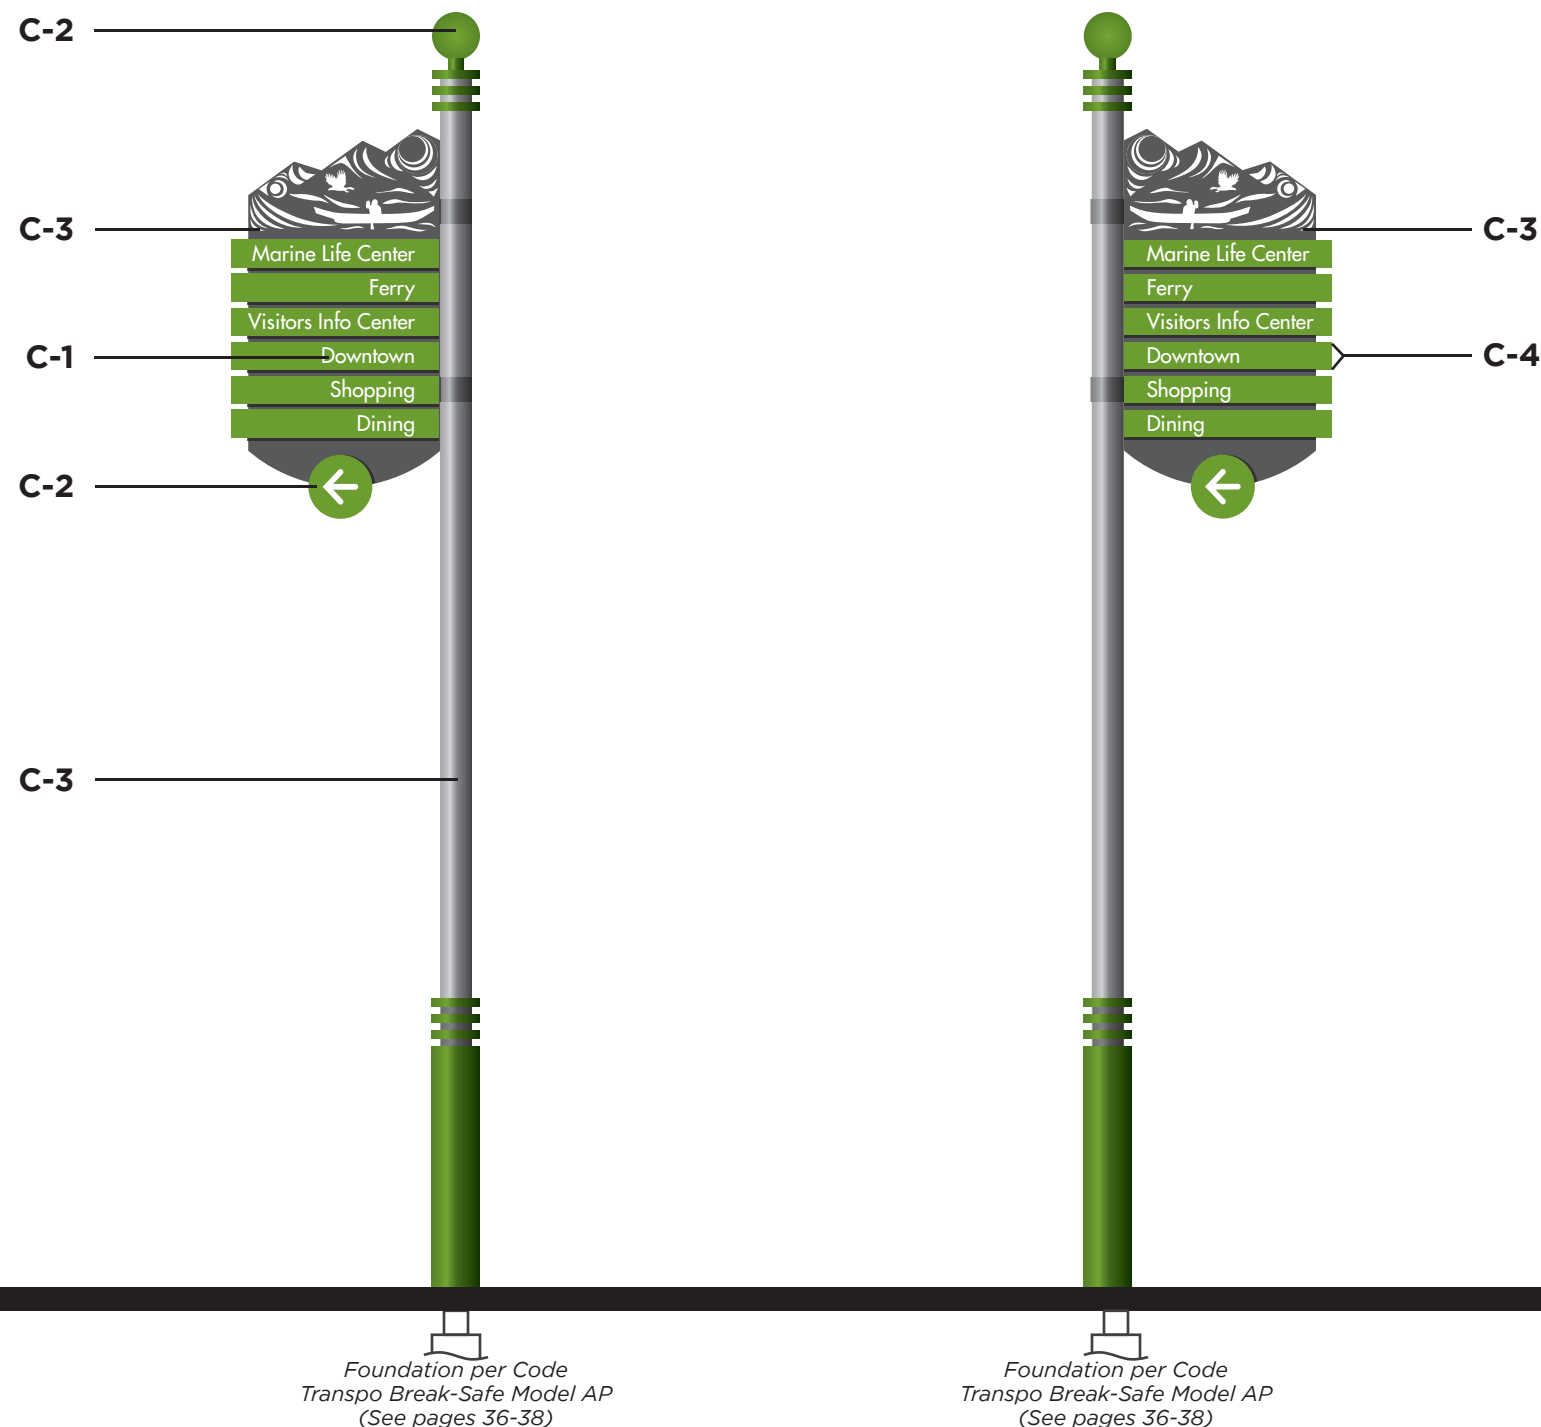 C-2
C-3
Marine Life Center
Ferry
Visitors Info Center
C-1
Downtown
Shopping
Dining
C-2
C-3
Foundation per Code
Transpo Break-Safe Model AP
(See pages 36-38)
C-3
Marine Life Center
Ferry
Visitors Info Center
Downtown
C-4
Shopping
Dining
Foundation per Code
Transpo Break-Safe Model AP
(See pages 36-38)